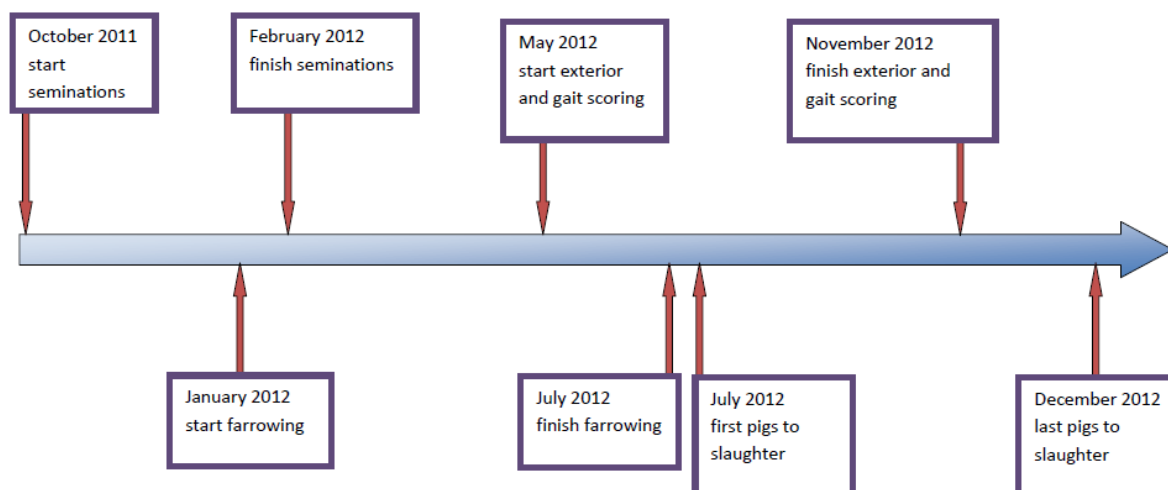 October 2011
start
seminations
February 2012
finish seminations
May 2012
start exterior
and gait scoring
November 2012
finish exterior and
gait scoring
January 2012
start farrowing
July 2012
finish farrowing
July 2012
first pigs to
slaughter
December 2012
last pigs to
slaughter